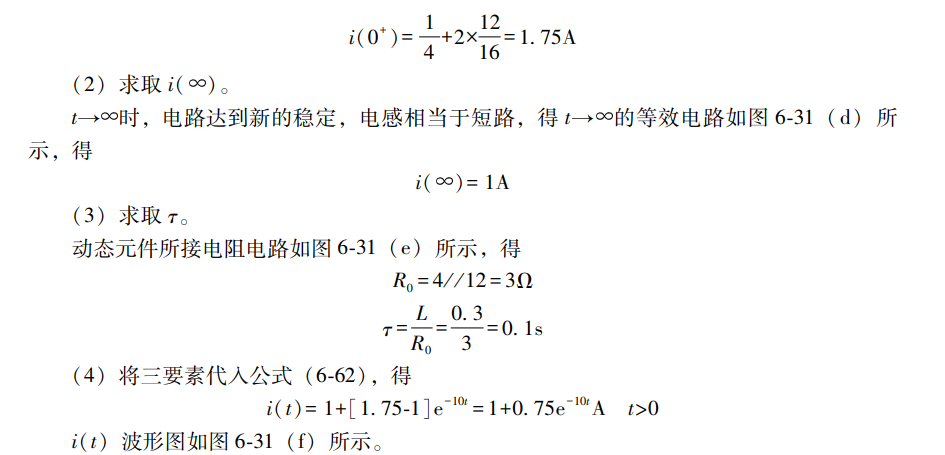 i(0⁺)=1/4+2×12/16=1.75A
（2）求取 i(∞)。
t→∞时，电路达到新的稳定，电感相当于短路，得 t→∞的等效电路如图 6-31（d）所
示，得
i(∞)=1A
（3）求取 τ。
动态元件所接电阻电路如图 6-31（e）所示，得
R₀=4//12=3Ω
τ=L/R₀=0.3/3=0.1s
（4）将三要素代入公式（6-62），得
i(t)=1+[1.75-1]e⁻¹⁰ᵗ=1+0.75e⁻¹⁰ᵗA t>0
i(t) 波形图如图 6-31（f）所示。